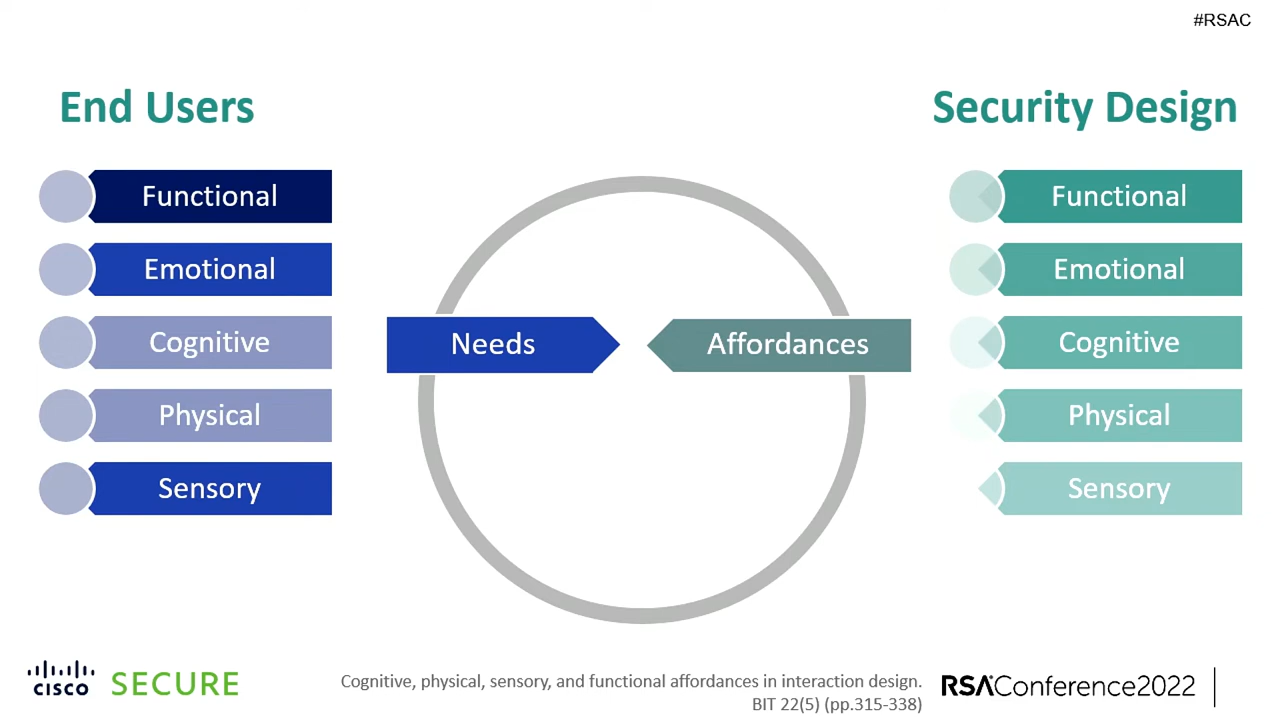 #RSAC
End Users
Security Design
Functional
Emotional
Cognitive
Physical
Sensory
Needs
Affordances
Functional
Emotional
Cognitive
Physical
Sensory
CISCO SECURE
Cognitive, physical, sensory, and functional affordances in interaction design.
BIT 22(5) (pp.315-338)
RSAConference2022